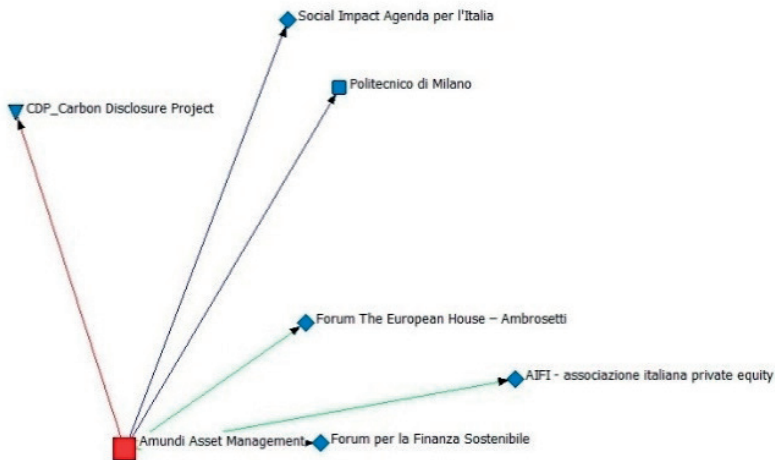 Social Impact Agenda per l'Italia
Politecnico di Milano
CDP_Carbon Disclosure Project
Forum The European House – Ambrosetti
AIFI - associazione italiana private equity
Amundi Asset Management
Forum per la Finanza Sostenibile